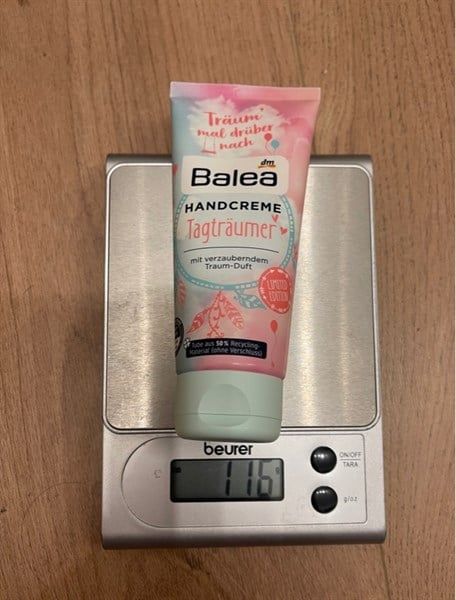 Träum'
mal drüber
nach
dm
Balea
HANDCREME
Tagträumer
mit verzauberndem
Traum-Duft
LIMITED
EDITION
Tube aus 50% Recycling-
Material (ohne Verschluss)
beurer
116
g
ON/OFF
TARA
g/oz